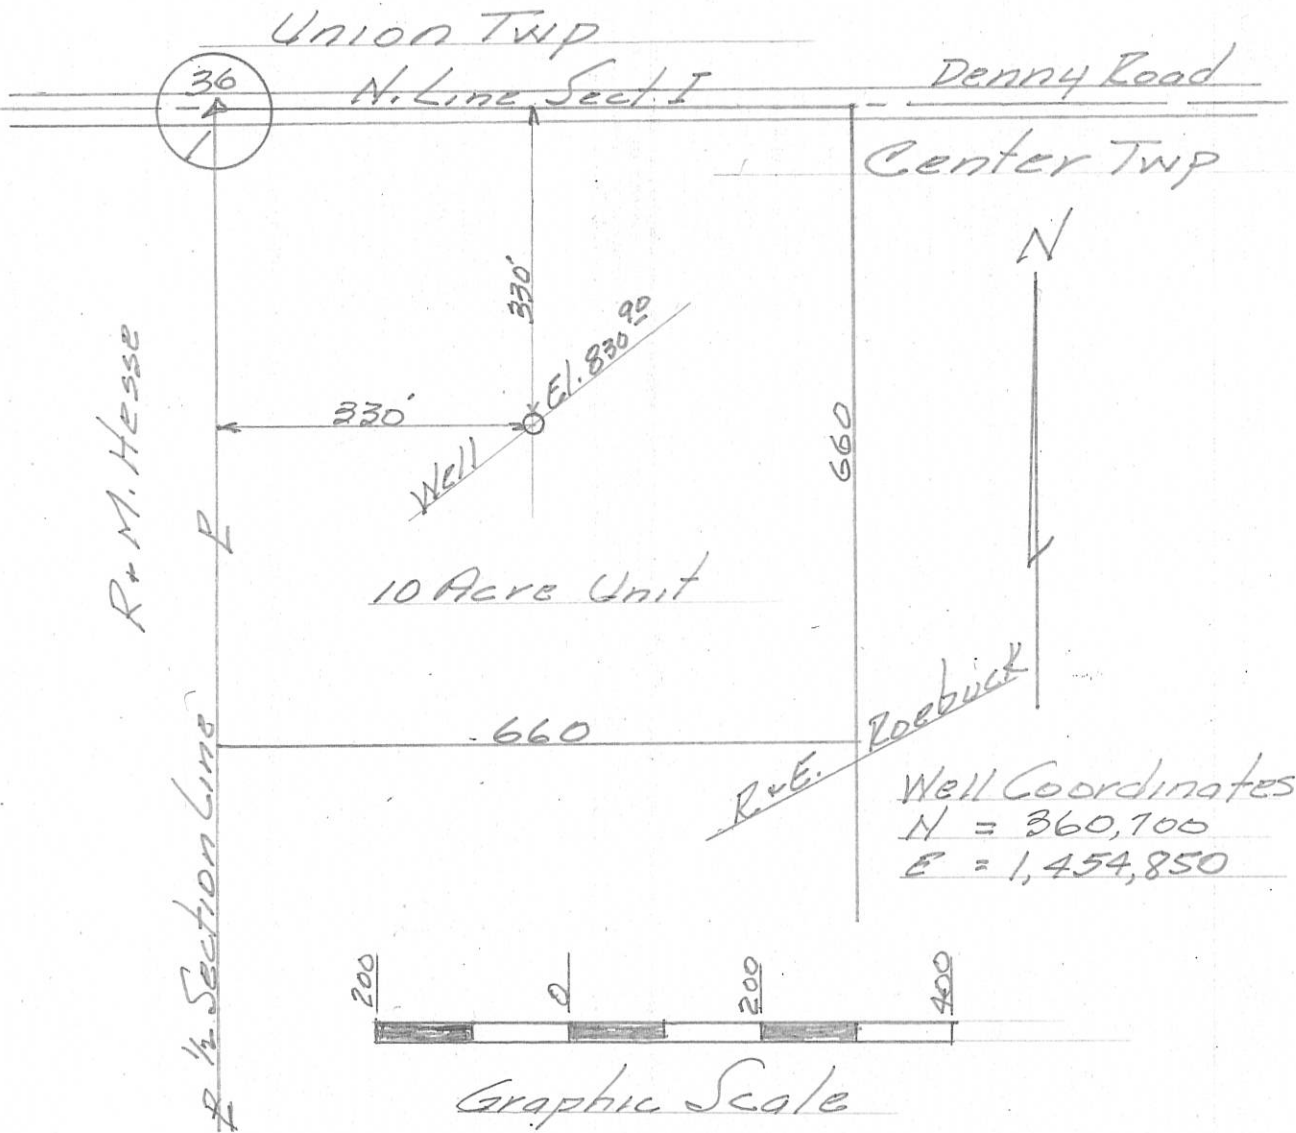 Union Twp
36
N. Line Sect. I
Denny Road
1
Center Twp
N
330'
El. 830 90
330'
Well
R & M. Hesse
660
10 Acre Unit
660
R. & E. Roebuck
Well Coordinates
N = 360,700
E = 1,454,850
½ Section Line
200 0 200 400
Graphic Scale